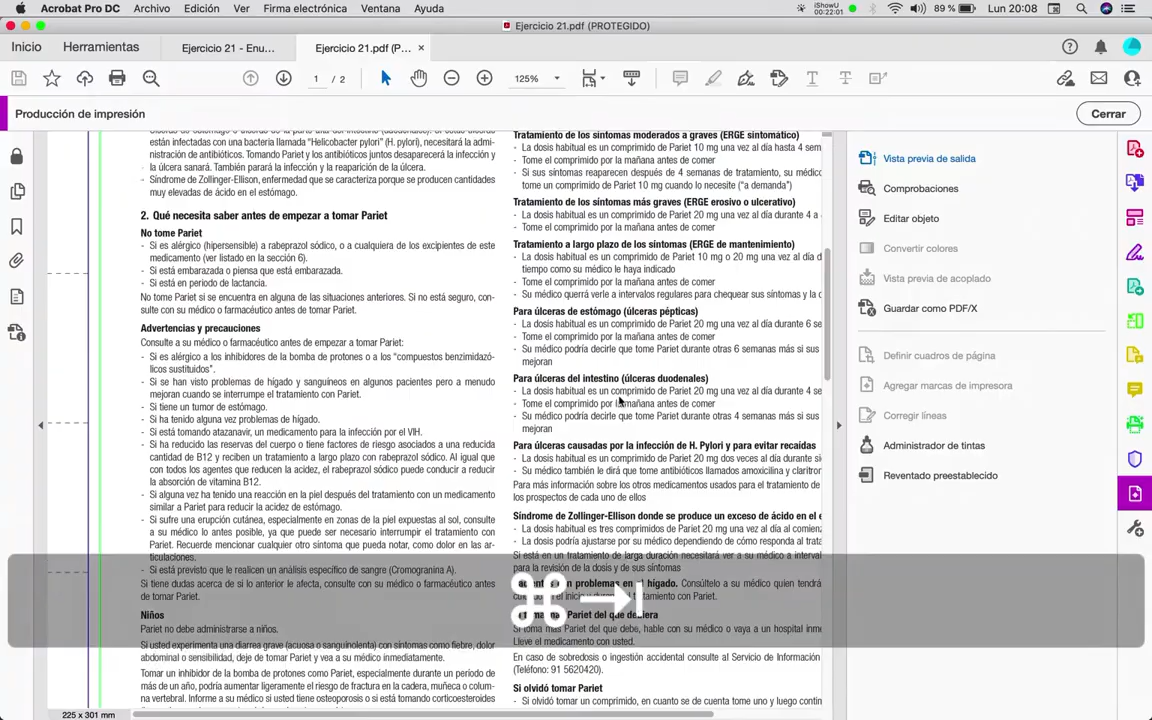 Acrobat Pro DC Archivo Edición Ver Firma electrónica Ventana Ayuda
iShowU
00:22:01
89 %
Lun 20:08
Ejercicio 21.pdf (PROTEGIDO)
Inicio Herramientas Ejercicio 21 - Enu... Ejercicio 21.pdf (P... ×
1 / 2
125%
Producción de impresión
Cerrar
están infectadas con una bacteria llamada “Helicobacter pylori” (H. pylori), necesitará la admi-
nistración de antibióticos. Tomando Pariet y los antibióticos juntos desaparecerá la infección y
la úlcera sanará. También parará la infección y la reaparición de la úlcera.
- Síndrome de Zollinger-Ellison, enfermedad que se caracteriza porque se producen cantidades
muy elevadas de ácido en el estómago.
2. Qué necesita saber antes de empezar a tomar Pariet
No tome Pariet
- Si es alérgico (hipersensible) a rabeprazol sódico, o a cualquiera de los excipientes de este
medicamento (ver listado en la sección 6).
- Si está embarazada o piensa que está embarazada.
- Si está en periodo de lactancia.
No tome Pariet si se encuentra en alguna de las situaciones anteriores. Si no está seguro, con-
sulte con su médico o farmacéutico antes de tomar Pariet.
Advertencias y precauciones
Consulte a su médico o farmacéutico antes de empezar a tomar Pariet:
- Si es alérgico a los inhibidores de la bomba de protones o a los “compuestos benzimidazó-
licos sustituidos”.
- Si se han visto problemas de hígado y sanguíneos en algunos pacientes pero a menudo
mejoran cuando se interrumpe el tratamiento con Pariet.
- Si tiene un tumor de estómago.
- Si ha tenido alguna vez problemas de hígado.
- Si está tomando atazanavir, un medicamento para la infección por el VIH.
- Si ha reducido las reservas del cuerpo o tiene factores de riesgo asociados a una reducida
cantidad de B12 y reciben un tratamiento a largo plazo con rabeprazol sódico. Al igual que
con todos los agentes que reducen la acidez, el rabeprazol sódico puede conducir a reducir
la absorción de vitamina B12.
- Si alguna vez ha tenido una reacción en la piel después del tratamiento con un medicamento
similar a Pariet para reducir la acidez de estómago.
- Si sufre una erupción cutánea, especialmente en zonas de la piel expuestas al sol, consulte
a su médico lo antes posible, ya que puede ser necesario interrumpir el tratamiento con
Pariet. Recuerde mencionar cualquier otro síntoma que pueda notar, como dolor en las ar-
ticulaciones.
- Si está previsto que le realicen un análisis específico de sangre (Cromogranina A).
Si tiene dudas acerca de si lo anterior le afecta, consulte con su médico o farmacéutico antes
de tomar Pariet.
Niños
Pariet no debe administrarse a niños.
Si usted experimenta una diarrea grave (acuosa o sanguinolenta) con síntomas como fiebre, dolor
abdominal o sensibilidad, deje de tomar Pariet y vea a su médico inmediatamente.
Tomar un inhibidor de la bomba de protones como Pariet, especialmente durante un periodo de
más de un año, podría aumentar ligeramente el riesgo de fractura en la cadera, muñeca o colum-
na vertebral. Informe a su médico si usted tiene osteoporosis o si está tomando corticoesteroides
Tratamiento de los síntomas moderados a graves (ERGE sintomático)
- La dosis habitual es un comprimido de Pariet 10 mg una vez al día hasta 4 sem
- Tome el comprimido por la mañana antes de comer
- Si sus síntomas reaparecen después de 4 semanas de tratamiento, su médico
tome un comprimido de Pariet 10 mg cuando lo necesite (“a demanda”)
Tratamiento de los síntomas más graves (ERGE erosivo o ulcerativo)
- La dosis habitual es un comprimido de Pariet 20 mg una vez al día durante 4 a
- Tome el comprimido por la mañana antes de comer
Tratamiento a largo plazo de los síntomas (ERGE de mantenimiento)
- La dosis habitual es un comprimido de Pariet 10 mg o 20 mg una vez al día d
tiempo como su médico le haya indicado
- Tome el comprimido por la mañana antes de comer
- Su médico querrá verle a intervalos regulares para chequear sus síntomas y la d
Para úlceras de estómago (úlceras pépticas)
- La dosis habitual es un comprimido de Pariet 20 mg una vez al día durante 6 se
- Tome el comprimido por la mañana antes de comer
- Su médico podría decirle que tome Pariet durante otras 6 semanas más si sus
mejoran
Para úlceras del intestino (úlceras duodenales)
- La dosis habitual es un comprimido de Pariet 20 mg una vez al día durante 4 se
- Tome el comprimido por la mañana antes de comer
- Su médico podría decirle que tome Pariet durante otras 4 semanas más si sus
mejoran
Para úlceras causadas por la infección de H. Pylori y para evitar recaídas
- La dosis habitual es un comprimido de Pariet 20 mg dos veces al día durante si
- Su médico también le dirá que tome antibióticos llamados amoxicilina y claritror
Para más información sobre los otros medicamentos usados para el tratamiento de
los prospectos de cada uno de ellos
Síndrome de Zollinger-Ellison donde se produce un exceso de ácido en el e
- La dosis habitual es tres comprimidos de Pariet 20 mg una vez al día al comienz
- La dosis podría ajustarse por su médico dependiendo de cómo responda al trata
Si está en un tratamiento de larga duración necesitará ver a su médico a interval
para la revisión de la dosis y de sus síntomas
con problemas en el hígado. Consúltelo a su médico quien tendrá
el inicio y durante el tratamiento con Pariet.
Si toma más Pariet del que debiera
Si toma más Pariet del que debe, hable con su médico o vaya a un hospital inme
Lleve el medicamento con usted.
En caso de sobredosis o ingestión accidental consulte al Servicio de Información
(Teléfono: 91 5620420).
Si olvidó tomar Pariet
- Si olvidó tomar un comprimido, en cuanto se de cuenta tome uno y luego contin
225 x 301 mm
Vista previa de salida
Comprobaciones
Editar objeto
Convertir colores
Vista previa de acoplado
Guardar como PDF/X
Definir cuadros de página
Agregar marcas de impresora
Corregir líneas
Administrador de tintas
Reventado preestablecido